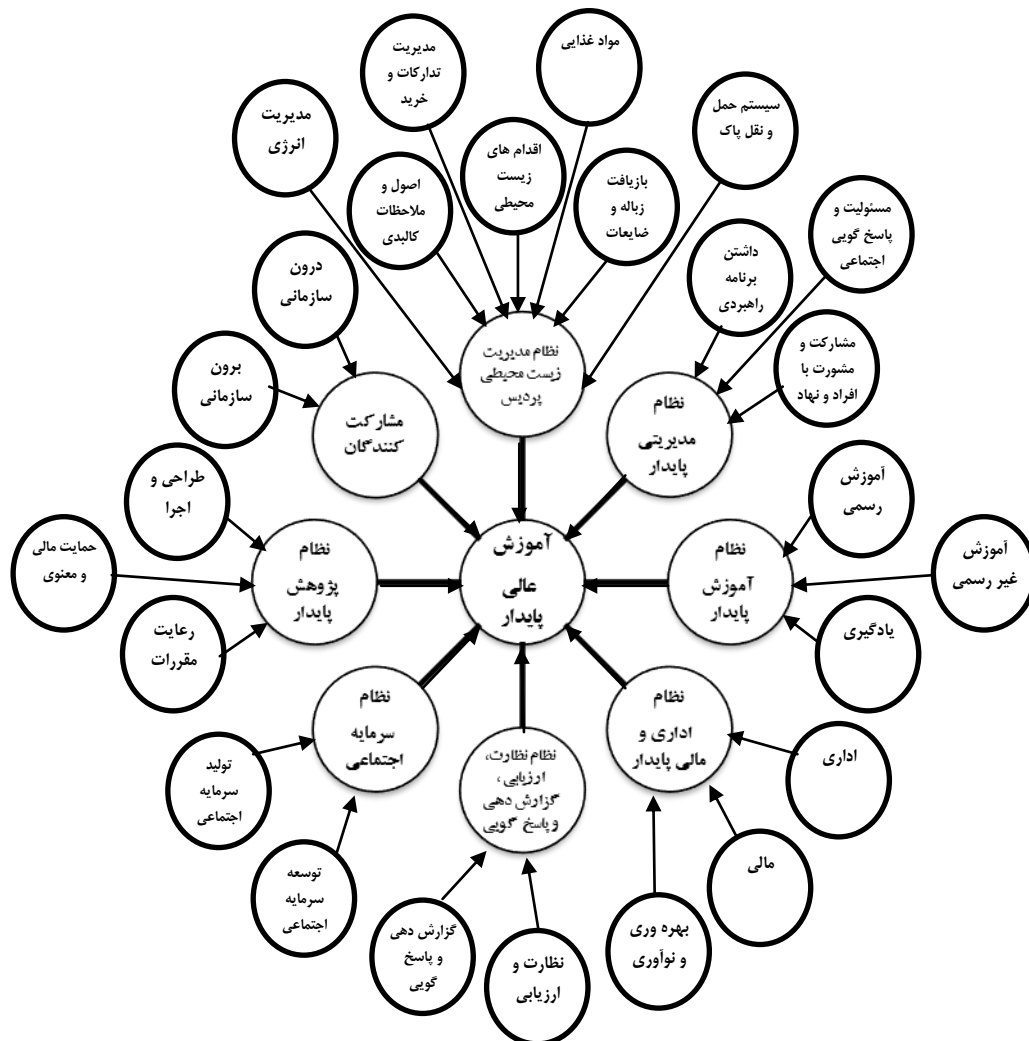 مواد غذایی
مدیریت
تدارکات و
خرید
سیستم حمل
و نقل پاک
مدیریت
انرژی
اقدام های
زیست
محیطی
بازیافت
زباله و
ضایعات
اصول و
ملاحظات
کالبدی
مسئولیت و
پاسخ گویی
اجتماعی
داشتن
برنامه
راهبردی
درون
سازمانی
مشارکت و
مشورت با
افراد و نهاد
برون
سازمانی
نظام مدیریت
زیست محیطی
پردیس
نظام
مدیریتی
پایدار
مشارکت
کنندگان
آموزش
رسمی
طراحی و
اجرا
آموزش
غیر رسمی
حمایت مالی
و معنوی
آموزش
عالی
پایدار
نظام
آموزش
پایدار
نظام
پژوهش
پایدار
یادگیری
رعایت
مقررات
نظام
اداری و
مالی پایدار
نظام
سرمایه
اجتماعی
نظام نظارت،
ارزیابی ،
گزارش دهی
و پاسخ گویی
اداری
تولید
سرمایه
اجتماعی
مالی
توسعه
سرمایه
اجتماعی
بهره وری
و نوآوری
گزارش دهی
و پاسخ
گویی
نظارت و
ارزیابی